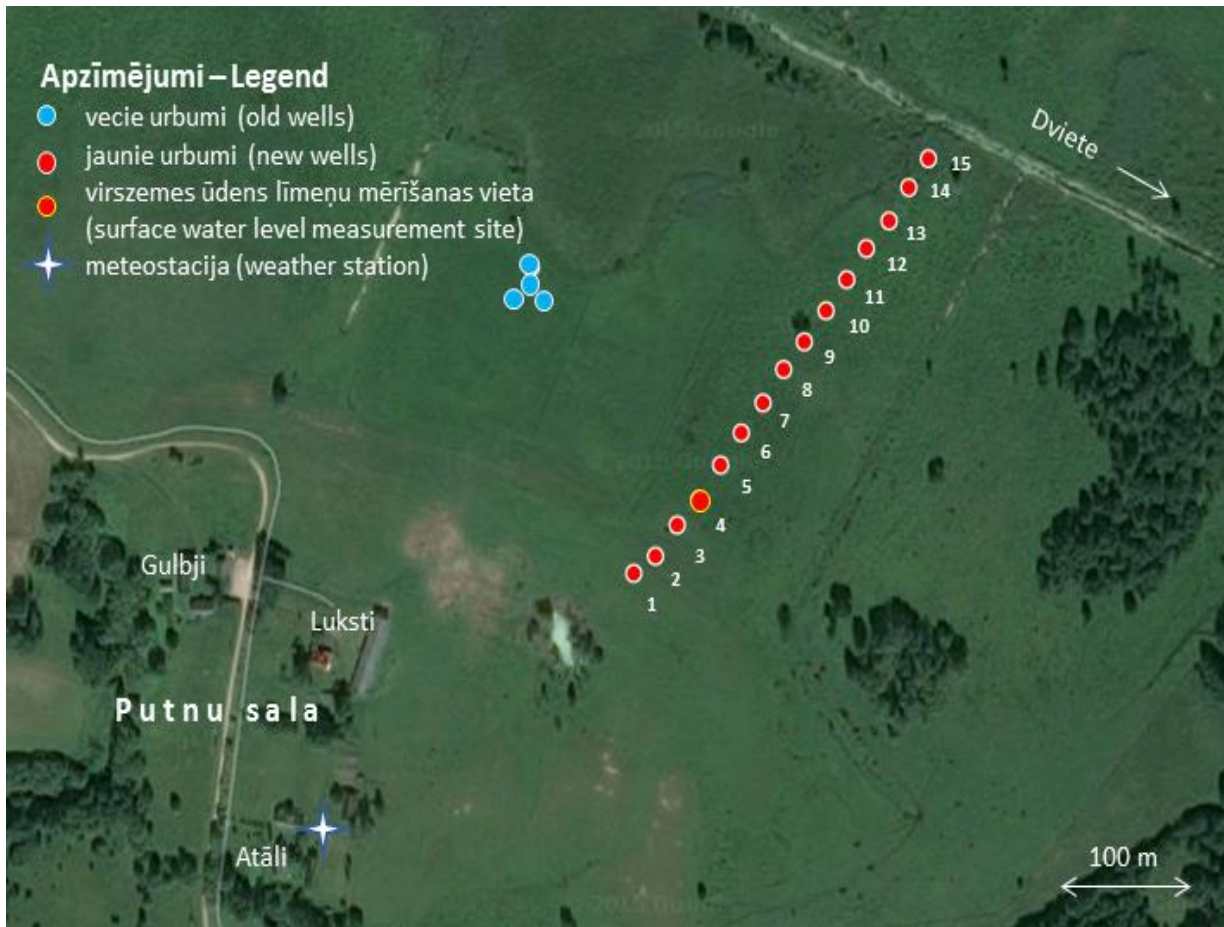 Apzīmējumi – Legend
vecie urbumi (old wells)
jaunie urbumi (new wells)
virszemes ūdens līmeņu mērīšanas vieta
(surface water level measurement site)
meteostacija (weather station)
Dviete
15
14
13
12
11
10
9
8
7
6
5
4
3
2
1
Gulbji
Luksti
Putnu sala
Atāli
100 m